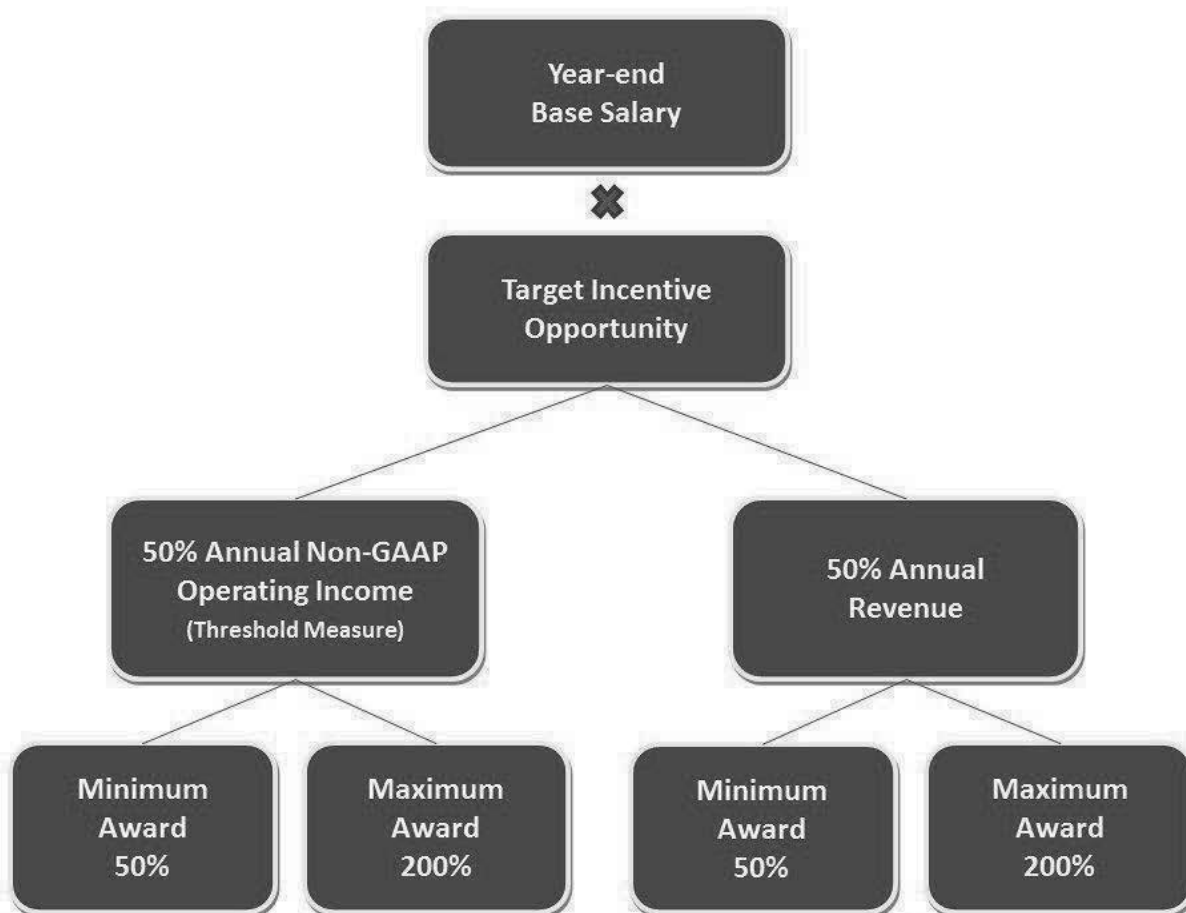 Year-end
Base Salary
✖
Target Incentive
Opportunity
50% Annual Non-GAAP
Operating Income
(Threshold Measure)
50% Annual
Revenue
Minimum
Award
50%
Maximum
Award
200%
Minimum
Award
50%
Maximum
Award
200%